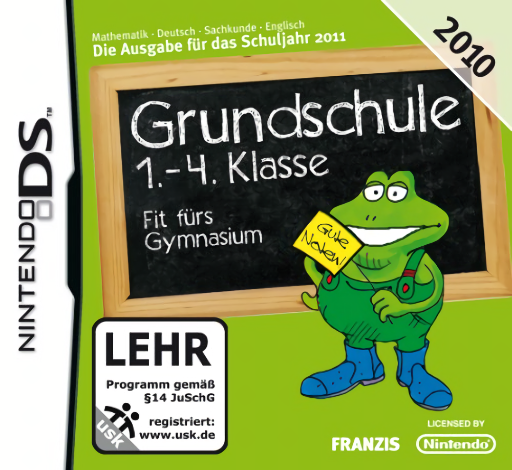 Mathematik · Deutsch · Sachkunde · Englisch
Die Ausgabe für das Schuljahr 2011
2010
Grundschule
1.-4. Klasse
Fit fürs
Gymnasium
Gute
Noten!
NINTENDO DS™
LEHR
Programm gemäß
§14 JuSchG
registriert:
www.usk.de
usk
FRANZIS
LICENSED BY
Nintendo